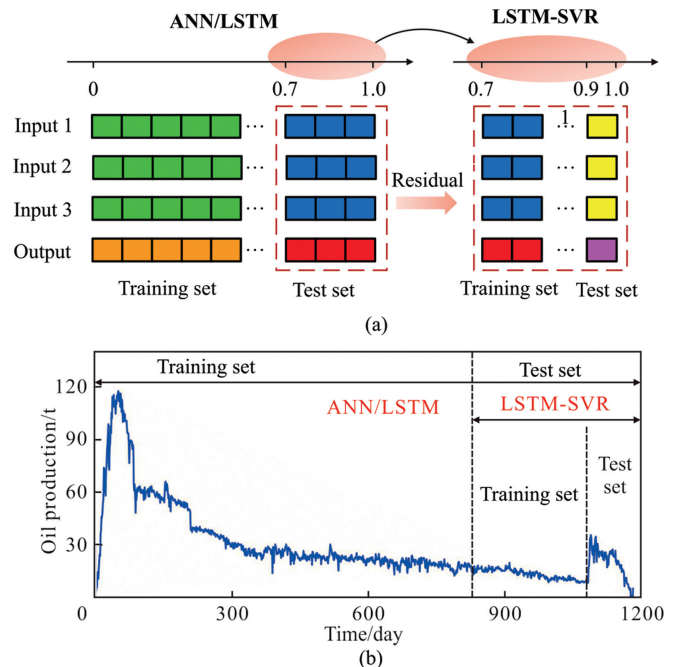 ANN/LSTM
LSTM-SVR
0 0.7 1.0 0.7 0.9 1.0
1
Input 1 ... ...
Input 2 ... ...
Residual
Input 3 ... ...
Output ... ...
Training set Test set Training set Test set
(a)
Training set Test set
120
ANN/LSTM LSTM-SVR
90
Oil production/t
Training set
Test
set
60
30
0 300 600 900 1200
Time/day
(b)